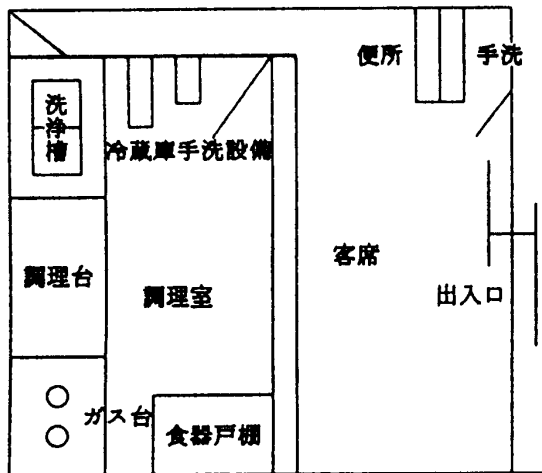 便所 手洗
洗浄槽
冷蔵庫手洗設備
客席
調理台
調理室
出入口
ガス台
食器戸棚